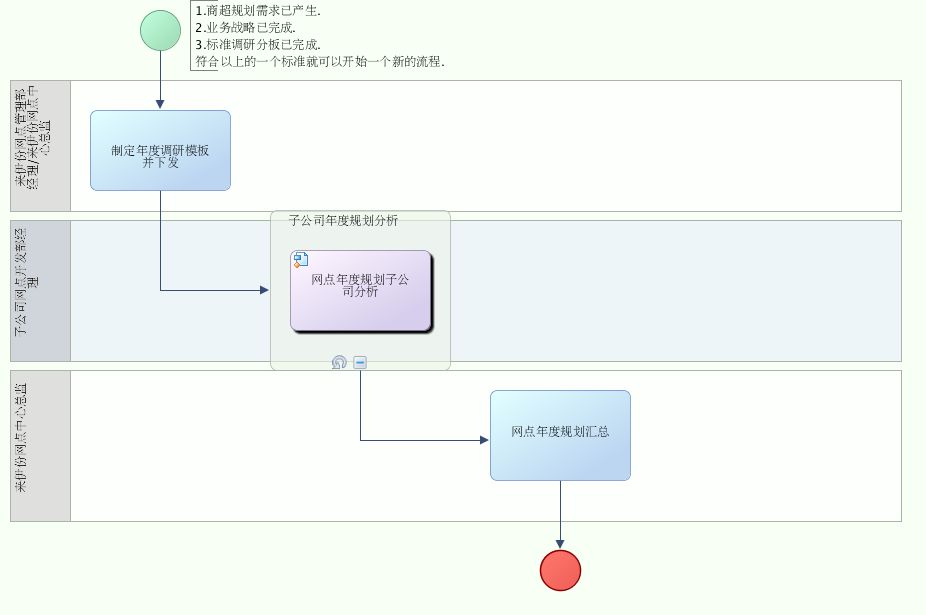 1.商超规划需求已产生.
2.业务战略已完成.
3.标准调研分板已完成.
符合以上的一个标准就可以开始一个新的流程.
来伊份网点管理部
经理/来伊份网点中
心总监
制定年度调研模板
并下发
子公司网点开发部经
理
子公司年度规划分析
网点年度规划子公
司分析
来伊份网点中心总监
网点年度规划汇总